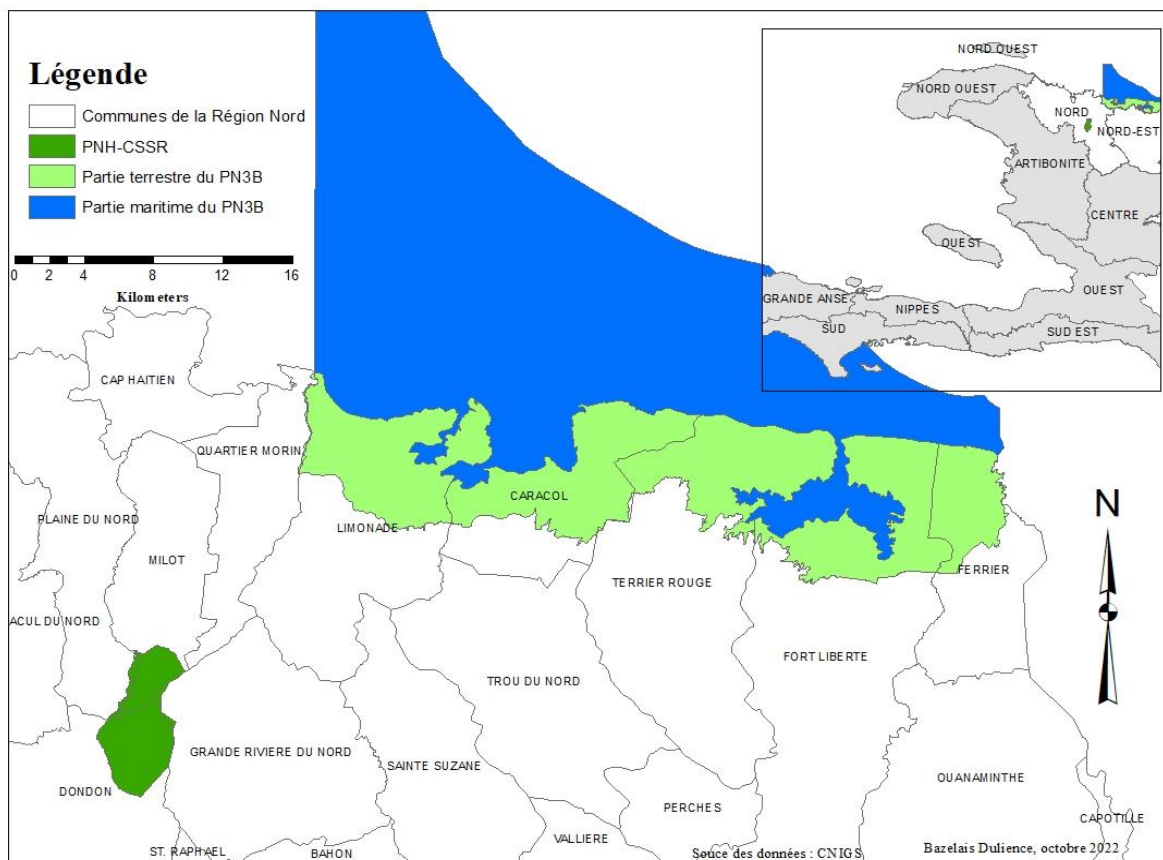 Légende
Communes de la Région Nord
PNH-CSSR
Partie terrestre du PN3B
Partie maritime du PN3B
0 2 4 8 12 16
Kilometers
NORD OUEST
NORD OUEST
NORD
NORD-EST
ARTIBONITE
CENTRE
OUEST
OUEST
GRANDE ANSE
NIPPES
SUD
SUD EST
CAP HAITIEN
QUARTIER MORIN
PLAINE DU NORD
MILOT
LIMONADE
CARACOL
TERRIER ROUGE
FERRIER
N
ACUL DU NORD
FORT LIBERTE
TROU DU NORD
GRANDE RIVIERE DU NORD
SAINTE SUZANE
OUANAMINTHE
DONDON
PERCHES
CAPOTILLE
VALLIERE
ST. RAPHAEL
BAHON
Souce des données : CNIGS
Bazelais Dulience, octobre 2022